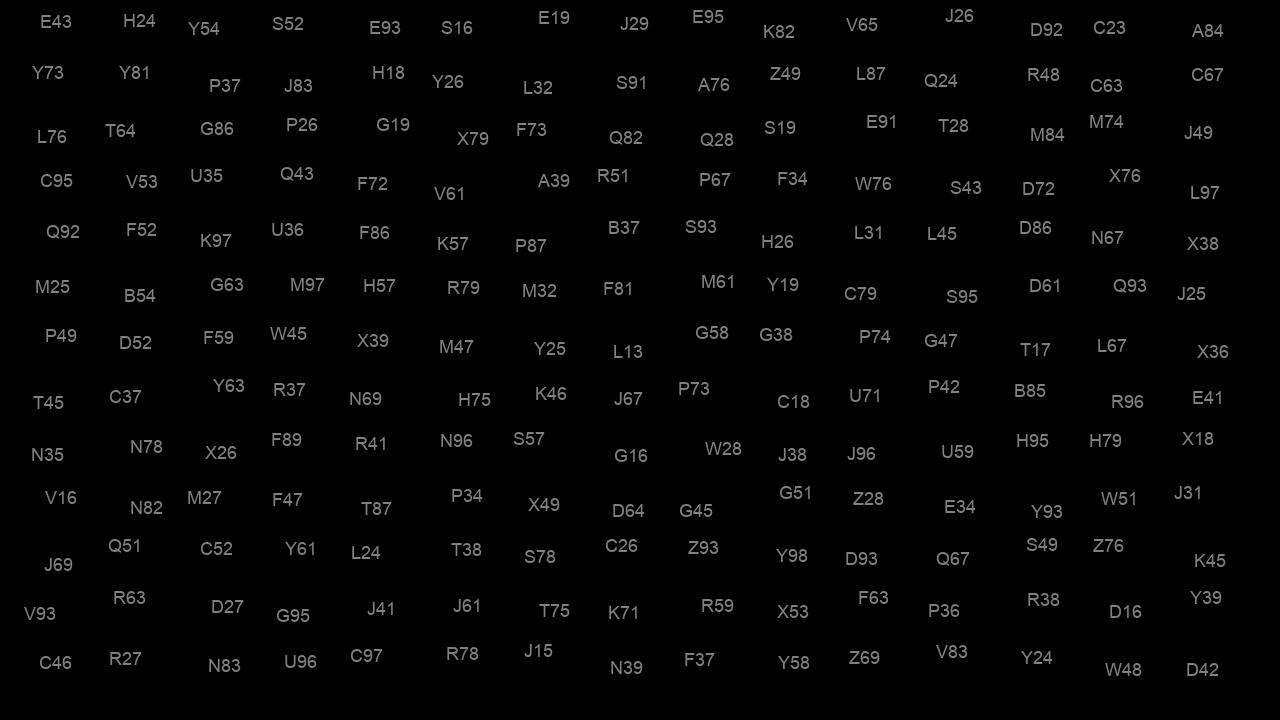 E43 H24 Y54 S52 E93 S16 E19 J29 E95 K82 V65 J26 D92 C23 A84
Y73 Y81 P37 J83 H18 Y26 L32 S91 A76 Z49 L87 Q24 R48 C63 C67
L76 T64 G86 P26 G19 X79 F73 Q82 Q28 S19 E91 T28 M84 M74 J49
C95 V53 U35 Q43 F72 V61 A39 R51 P67 F34 W76 S43 D72 X76 L97
Q92 F52 K97 U36 F86 K57 P87 B37 S93 H26 L31 L45 D86 N67 X38
M25 B54 G63 M97 H57 R79 M32 F81 M61 Y19 C79 S95 D61 Q93 J25
P49 D52 F59 W45 X39 M47 Y25 L13 G58 G38 P74 G47 T17 L67 X36
T45 C37 Y63 R37 N69 H75 K46 J67 P73 C18 U71 P42 B85 R96 E41
N35 N78 X26 F89 R41 N96 S57 G16 W28 J38 J96 U59 H95 H79 X18
V16 N82 M27 F47 T87 P34 X49 D64 G45 G51 Z28 E34 Y93 W51 J31
J69 Q51 C52 Y61 L24 T38 S78 C26 Z93 Y98 D93 Q67 S49 Z76 K45
V93 R63 D27 G95 J41 J61 T75 K71 R59 X53 F63 P36 R38 D16 Y39
C46 R27 N83 U96 C97 R78 J15 N39 F37 Y58 Z69 V83 Y24 W48 D42